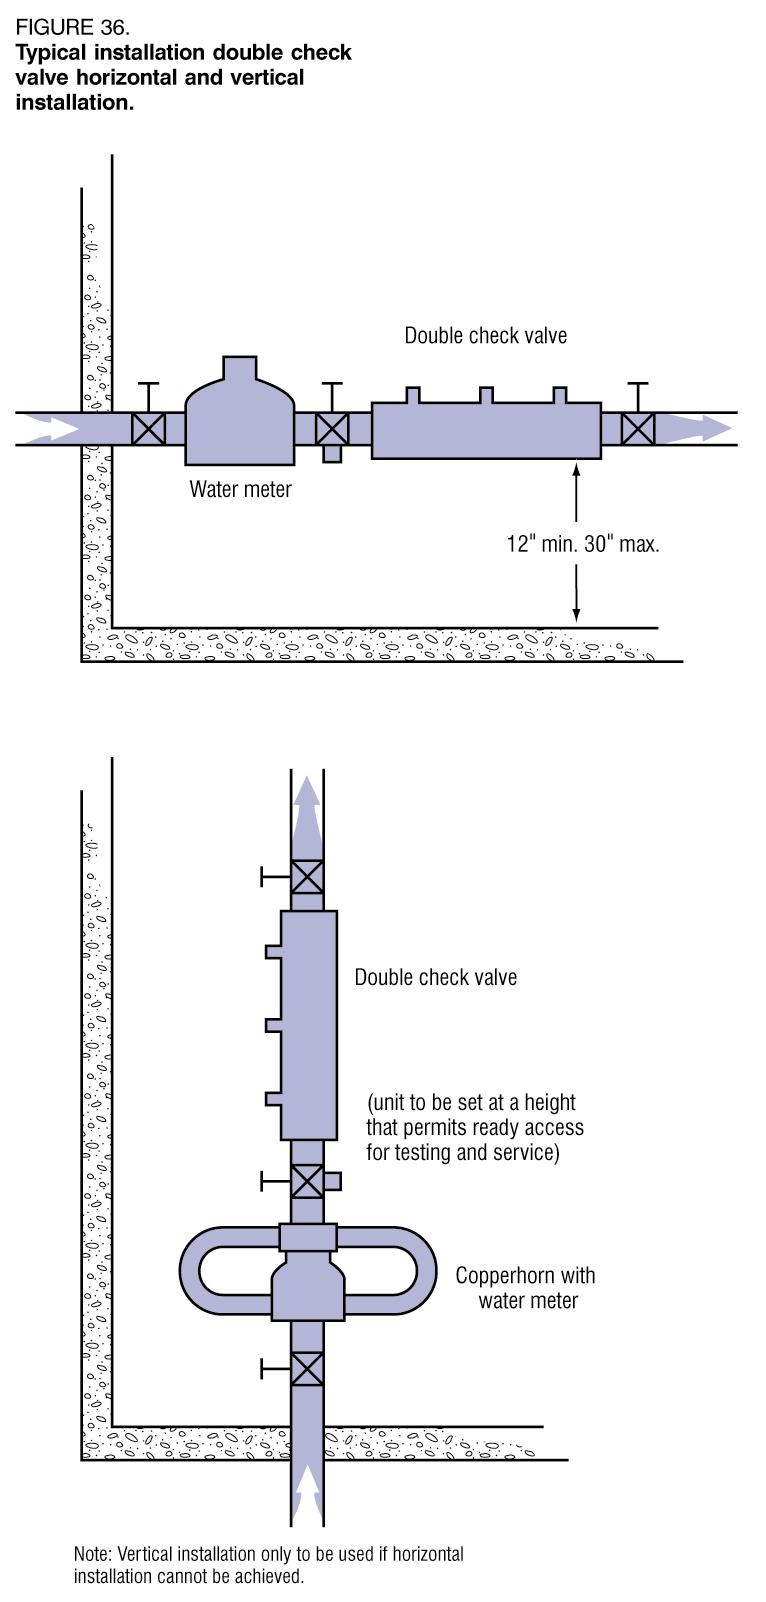 FIGURE 36.
Typical installation double check
valve horizontal and vertical
installation.
Double check valve
Water meter
12" min. 30" max.
Double check valve
(unit to be set at a height
that permits ready access
for testing and service)
Copperhorn with
water meter
Note: Vertical installation only to be used if horizontal
installation cannot be achieved.